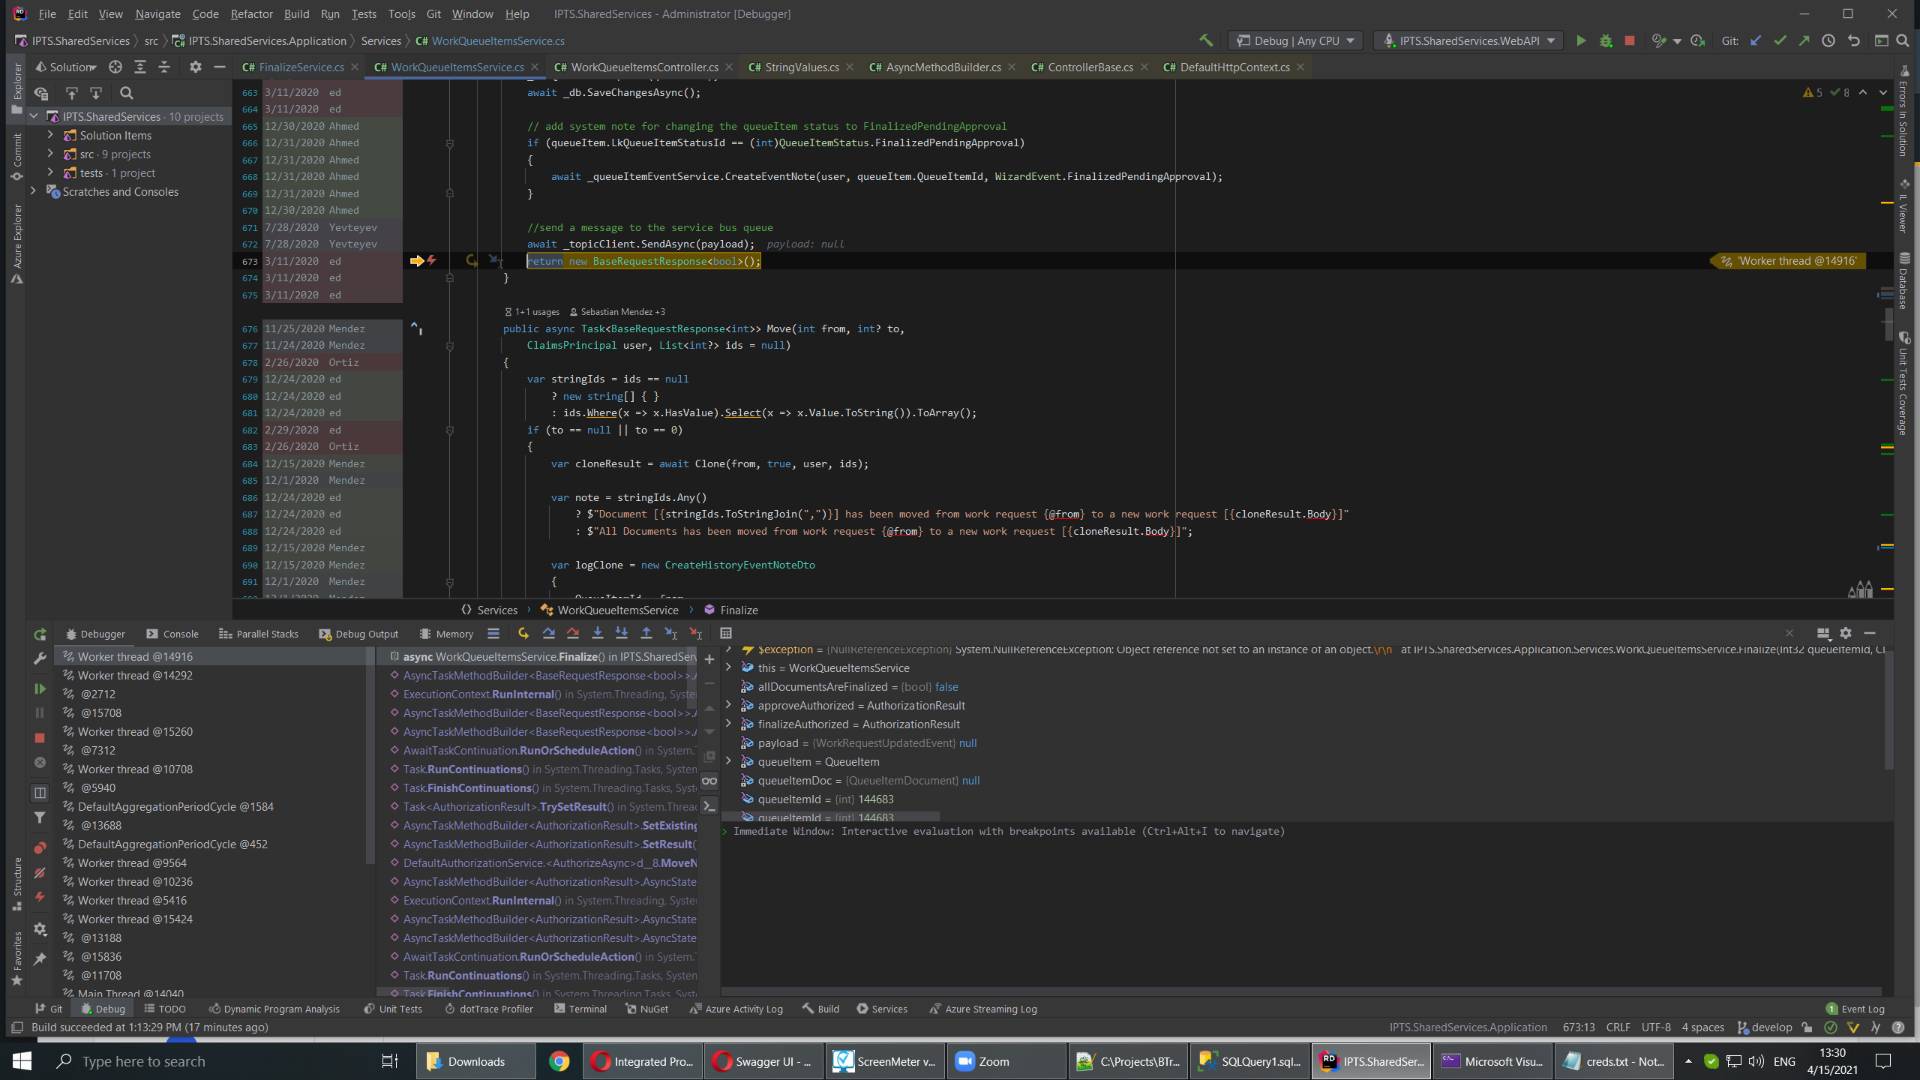 File Edit View Navigate Code Refactor Build Run Tests Tools Git Window Help IPTS.SharedServices - Administrator [Debugger]
IPTS.SharedServices src IPTS.SharedServices.Application Services C# WorkQueueItemsService.cs Debug | Any CPU IPTS.SharedServices.WebAPI Git:
Solution C# FinalizeService.cs C# WorkQueueItemsService.cs C# WorkQueueItemsController.cs C# StringValues.cs C# AsyncMethodBuilder.cs C# ControllerBase.cs C# DefaultHttpContext.cs
IPTS.SharedServices · 10 projects
Solution Items
src · 9 projects
tests · 1 project
Scratches and Consoles
Explorer
Commit
Azure Explorer
Structure
Favorites
5 8
663 3/11/2020 ed await _db.SaveChangesAsync();
664 3/11/2020 ed
665 12/30/2020 Ahmed // add system note for changing the queueItem status to FinalizedPendingApproval
666 12/31/2020 Ahmed if (queueItem.LkQueueItemStatusId == (int)QueueItemStatus.FinalizedPendingApproval)
667 12/31/2020 Ahmed {
668 12/31/2020 Ahmed await _queueItemEventService.CreateEventNote(user, queueItem.QueueItemId, WizardEvent.FinalizedPendingApproval);
669 12/31/2020 Ahmed }
670 12/30/2020 Ahmed
671 7/28/2020 Yevteyev //send a message to the service bus queue
672 7/28/2020 Yevteyev await _topicClient.SendAsync(payload); payload: null
673 3/11/2020 ed return new BaseRequestResponse<bool>(); 'Worker thread @14916'
674 3/11/2020 ed }
675 3/11/2020 ed
1+1 usages Sebastian Mendez +3
676 11/25/2020 Mendez public async Task<BaseRequestResponse<int>> Move(int from, int? to,
677 11/24/2020 Mendez ClaimsPrincipal user, List<int?> ids = null)
678 2/26/2020 Ortiz {
679 12/24/2020 ed var stringIds = ids == null
680 12/24/2020 ed ? new string[] { }
681 12/24/2020 ed : ids.Where(x => x.HasValue).Select(x => x.Value.ToString()).ToArray();
682 2/29/2020 ed if (to == null || to == 0)
683 2/26/2020 Ortiz {
684 12/15/2020 Mendez var cloneResult = await Clone(from, true, user, ids);
685 12/1/2020 Mendez
686 12/24/2020 ed var note = stringIds.Any()
687 12/24/2020 ed ? $"Document [{stringIds.ToStringJoin(",")}] has been moved from work request {@from} to a new work request [{cloneResult.Body}]"
688 12/24/2020 ed : $"All Documents has been moved from work request {@from} to a new work request [{cloneResult.Body}]";
689 12/15/2020 Mendez
690 12/15/2020 Mendez var logClone = new CreateHistoryEventNoteDto
691 12/1/2020 Mendez {
Errors In Solution
IL Viewer
Database
Unit Tests Coverage
Services WorkQueueItemsService Finalize
Debugger Console Parallel Stacks Debug Output Memory
Worker thread @14916
Worker thread @14292
@2712
@15708
Worker thread @15260
@7312
Worker thread @10708
@5940
DefaultAggregationPeriodCycle @1584
@13688
DefaultAggregationPeriodCycle @452
Worker thread @9564
Worker thread @10236
Worker thread @5416
Worker thread @15424
@13188
@15836
@11708
Main Thread @14040
async WorkQueueItemsService.Finalize() in IPTS.SharedSer
AsyncTaskMethodBuilder<BaseRequestResponse<bool>>.
ExecutionContext.RunInternal() in System.Threading, System
AsyncTaskMethodBuilder<BaseRequestResponse<bool>>.
AsyncTaskMethodBuilder<BaseRequestResponse<bool>>.
AwaitTaskContinuation.RunOrScheduleAction() in System.T
Task.RunContinuations() in System.Threading.Tasks, System
Task.FinishContinuations() in System.Threading.Tasks, Syste
Task<AuthorizationResult>.TrySetResult() in System.Threa
AsyncTaskMethodBuilder<AuthorizationResult>.SetExisting
AsyncTaskMethodBuilder<AuthorizationResult>.SetResult()
DefaultAuthorizationService.<AuthorizeAsync>d__8.MoveN
AsyncTaskMethodBuilder<AuthorizationResult>.AsyncState
ExecutionContext.RunInternal() in System.Threading, System
AsyncTaskMethodBuilder<AuthorizationResult>.AsyncState
AsyncTaskMethodBuilder<AuthorizationResult>.AsyncState
AwaitTaskContinuation.RunOrScheduleAction() in System.T
Task.RunContinuations() in System.Threading.Tasks, System
Task.FinishContinuations() in System.Threading.Tasks, Syste
$exception = {NullReferenceException} System.NullReferenceException: Object reference not set to an instance of an object.\r\n at IPTS.SharedServices.Application.Services.WorkQueueItemsService.Finalize(Int32 queueItemId, Cl
this = WorkQueueItemsService
allDocumentsAreFinalized = {bool} false
approveAuthorized = AuthorizationResult
finalizeAuthorized = AuthorizationResult
payload = {WorkRequestUpdatedEvent} null
queueItem = QueueItem
queueItemDoc = {QueueItemDocument} null
queueItemId = {int} 144683
queueItemId = {int} 144683
Immediate Window: Interactive evaluation with breakpoints available (Ctrl+Alt+I to navigate)
Git Debug TODO Dynamic Program Analysis Unit Tests dotTrace Profiler Terminal NuGet Azure Activity Log Build Services Azure Streaming Log 1 Event Log
Build succeeded at 1:13:29 PM (17 minutes ago) IPTS.SharedServices.Application 673:13 CRLF UTF-8 4 spaces develop
Type here to search Downloads Integrated Pro... Swagger UI - ... ScreenMeter v... Zoom C:\Projects\BTr... SQLQuery1.sql... IPTS.SharedSer... Microsoft Visu... creds.txt - Not... ENG 13:30
4/15/2021